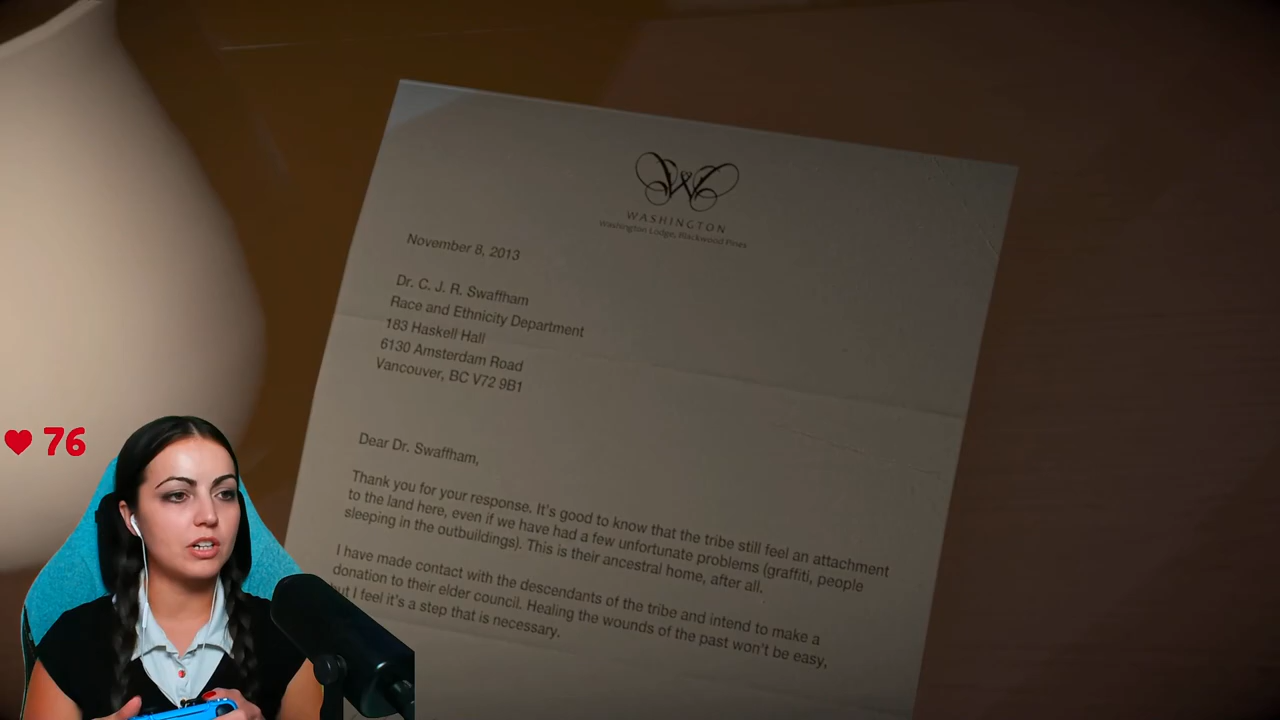 W
WASHINGTON
Washington Lodge, Blackwood Pines
November 8, 2013
Dr. C. J. R. Swaffham
Race and Ethnicity Department
183 Haskell Hall
6130 Amsterdam Road
Vancouver, BC V72 9B1
Dear Dr. Swaffham,
Thank you for your response. It's good to know that the tribe still feel an attachment
to the land here, even if we have had a few unfortunate problems (graffiti, people
sleeping in the outbuildings). This is their ancestral home, after all.
I have made contact with the descendants of the tribe and intend to make a
donation to their elder council. Healing the wounds of the past won't be easy,
but I feel it's a step that is necessary.
76